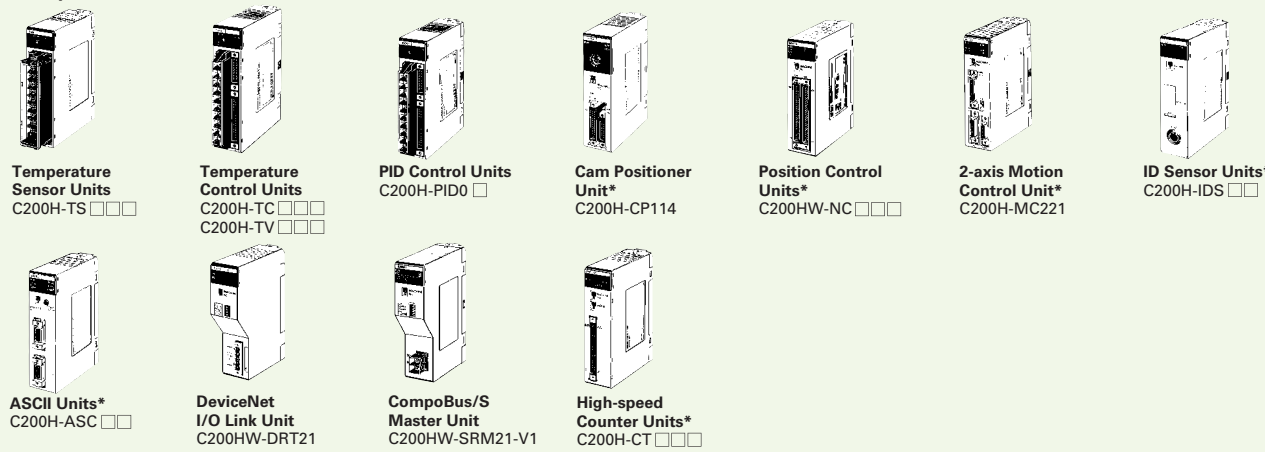 Temperature
Sensor Units
C200H-TS □□□
Temperature
Control Units
C200H-TC □□□
C200H-TV □□□
PID Control Units
C200H-PID0 □
Cam Positioner
Unit*
C200H-CP114
Position Control
Units*
C200HW-NC □□□
2-axis Motion
Control Unit*
C200H-MC221
ID Sensor Units*
C200H-IDS □□
ASCII Units*
C200H-ASC □□
DeviceNet
I/O Link Unit
C200HW-DRT21
CompoBus/S
Master Unit
C200HW-SRM21-V1
High-speed
Counter Units*
C200H-CT □□□